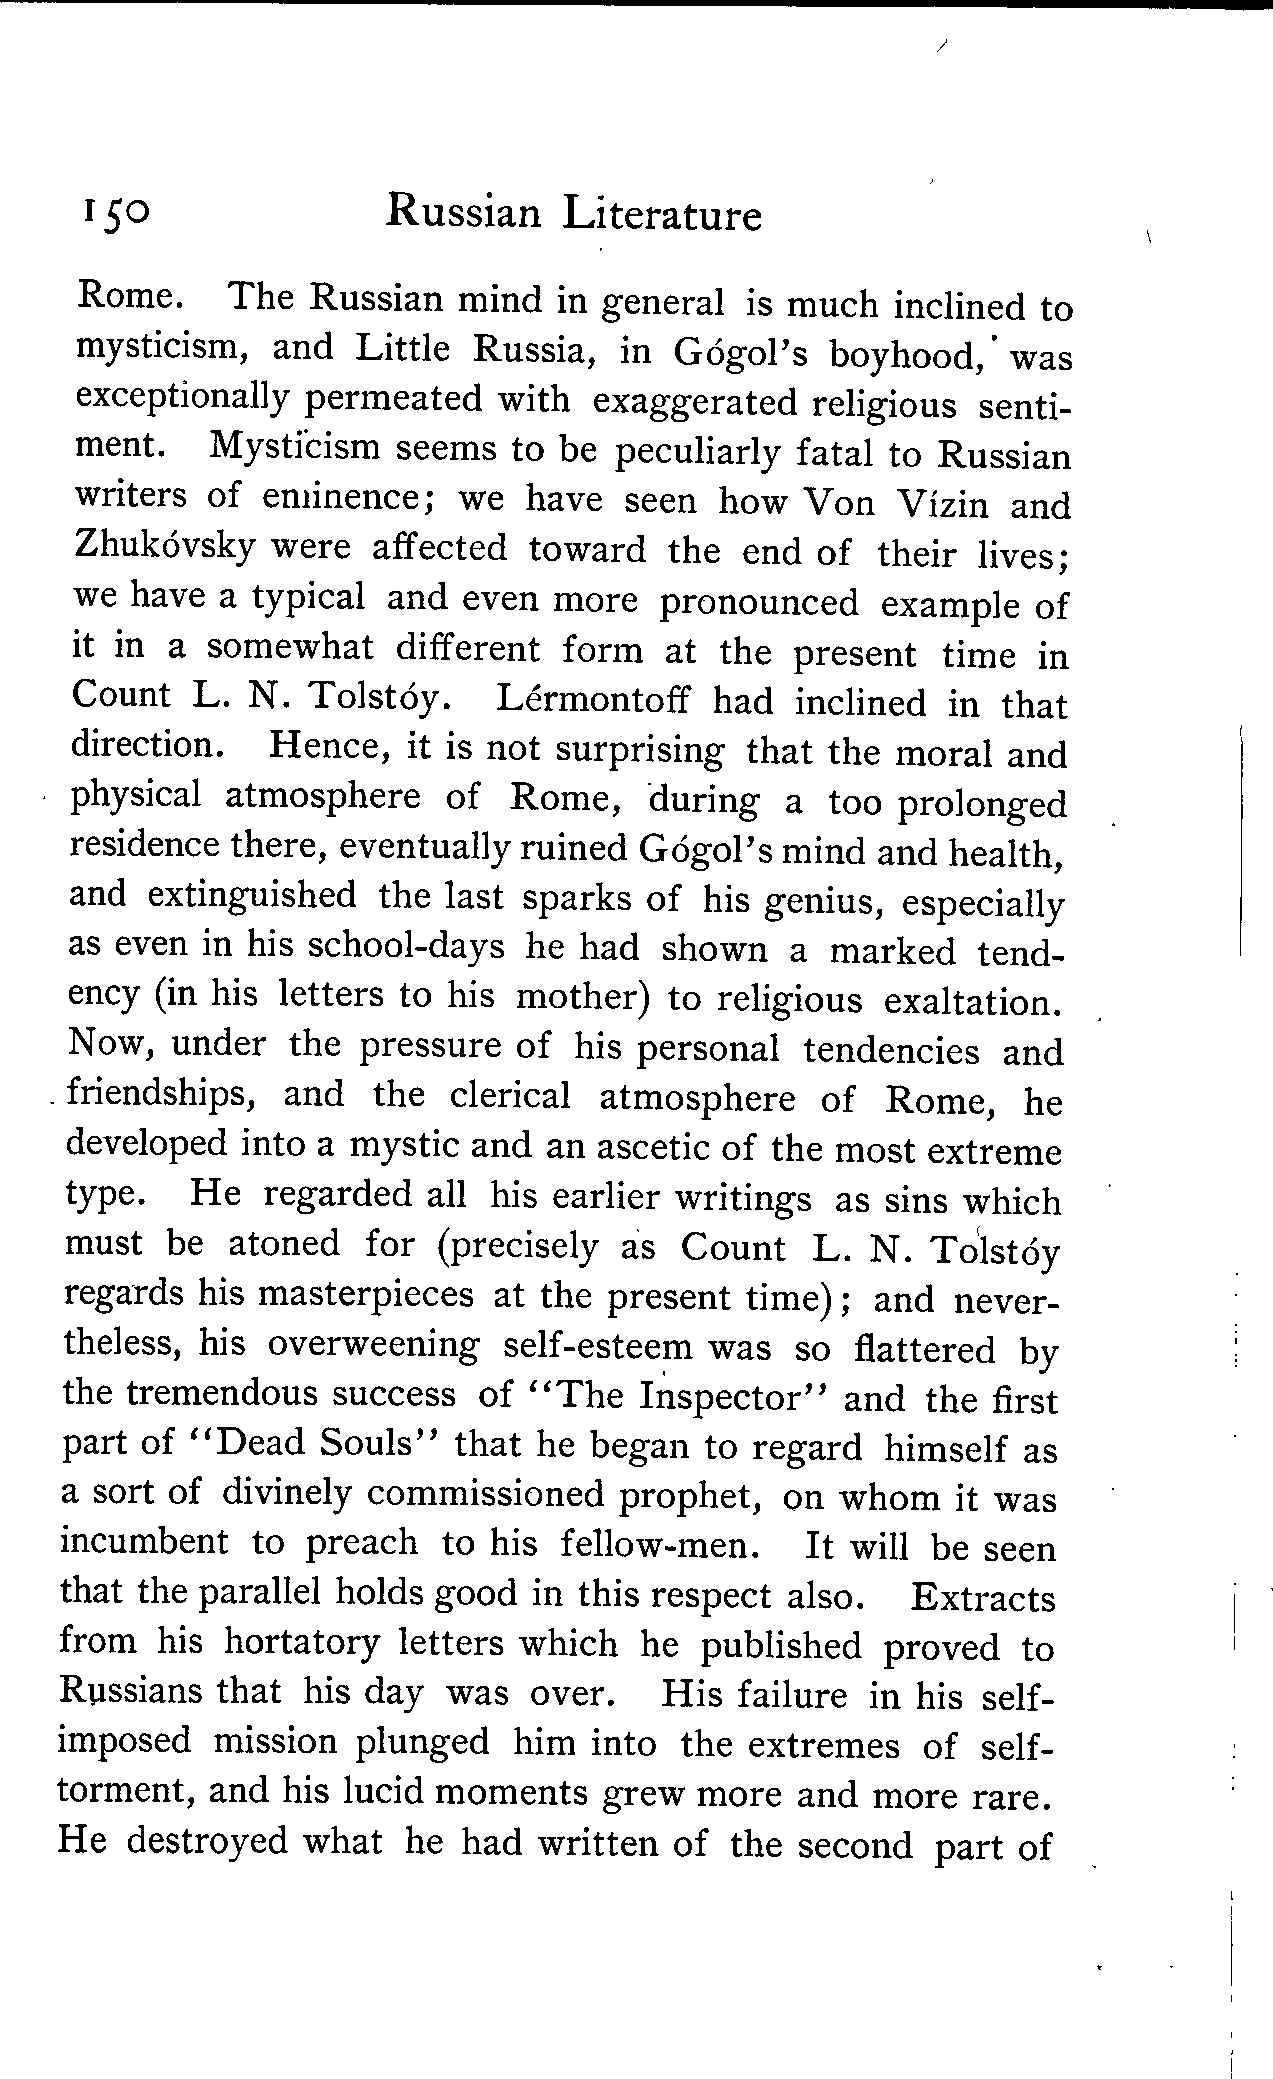 150 Russian Literature
Rome. The Russian mind in general is much inclined to
mysticism, and Little Russia, in Gógol's boyhood, was
exceptionally permeated with exaggerated religious senti-
ment. Mysticism seems to be peculiarly fatal to Russian
writers of eminence; we have seen how Von Vízin and
Zhukóvsky were affected toward the end of their lives;
we have a typical and even more pronounced example of
it in a somewhat different form at the present time in
Count L. N. Tolstóy. Lérmontoff had inclined in that
direction. Hence, it is not surprising that the moral and
physical atmosphere of Rome, during a too prolonged
residence there, eventually ruined Gógol's mind and health,
and extinguished the last sparks of his genius, especially
as even in his school-days he had shown a marked tend-
ency (in his letters to his mother) to religious exaltation.
Now, under the pressure of his personal tendencies and
friendships, and the clerical atmosphere of Rome, he
developed into a mystic and an ascetic of the most extreme
type. He regarded all his earlier writings as sins which
must be atoned for (precisely as Count L. N. Tolstóy
regards his masterpieces at the present time); and never-
theless, his overweening self-esteem was so flattered by
the tremendous success of "The Inspector" and the first
part of "Dead Souls" that he began to regard himself as
a sort of divinely commissioned prophet, on whom it was
incumbent to preach to his fellow-men. It will be seen
that the parallel holds good in this respect also. Extracts
from his hortatory letters which he published proved to
Russians that his day was over. His failure in his self-
imposed mission plunged him into the extremes of self-
torment, and his lucid moments grew more and more rare.
He destroyed what he had written of the second part of